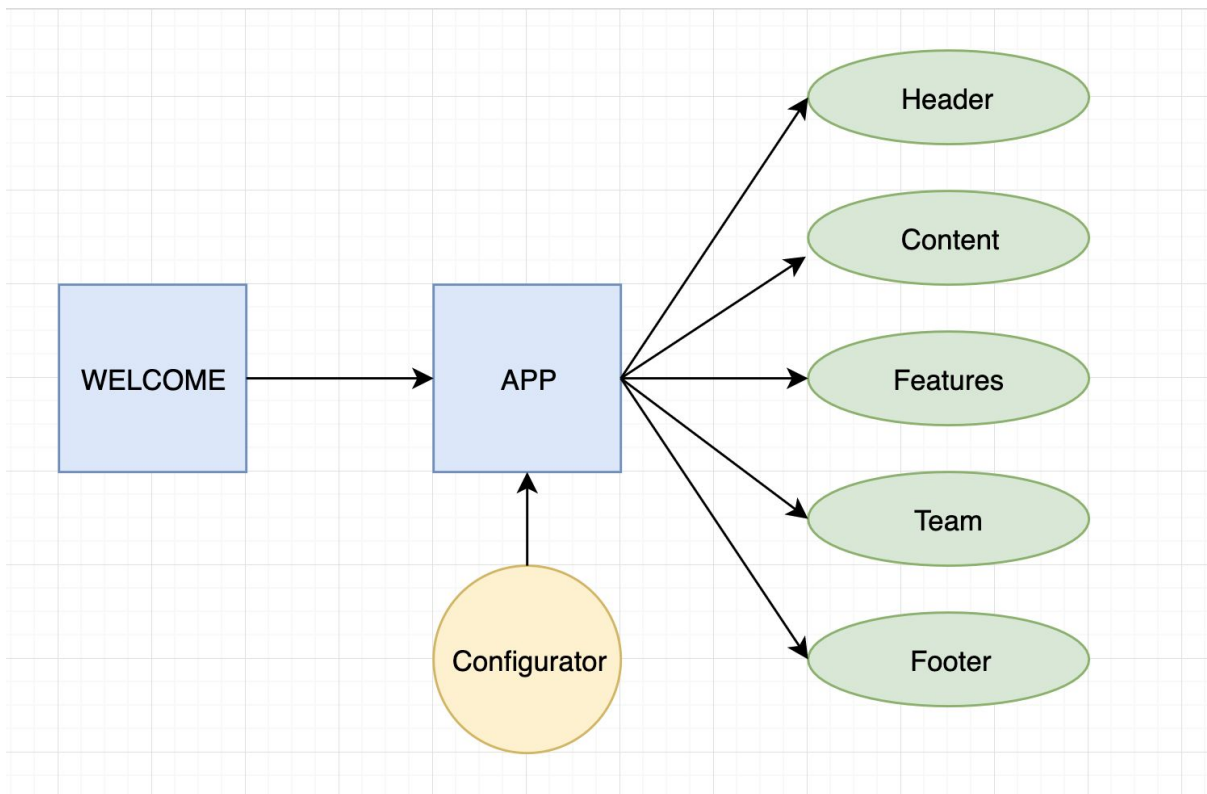 Header
Content
WELCOME
APP
Features
Team
Configurator
Footer